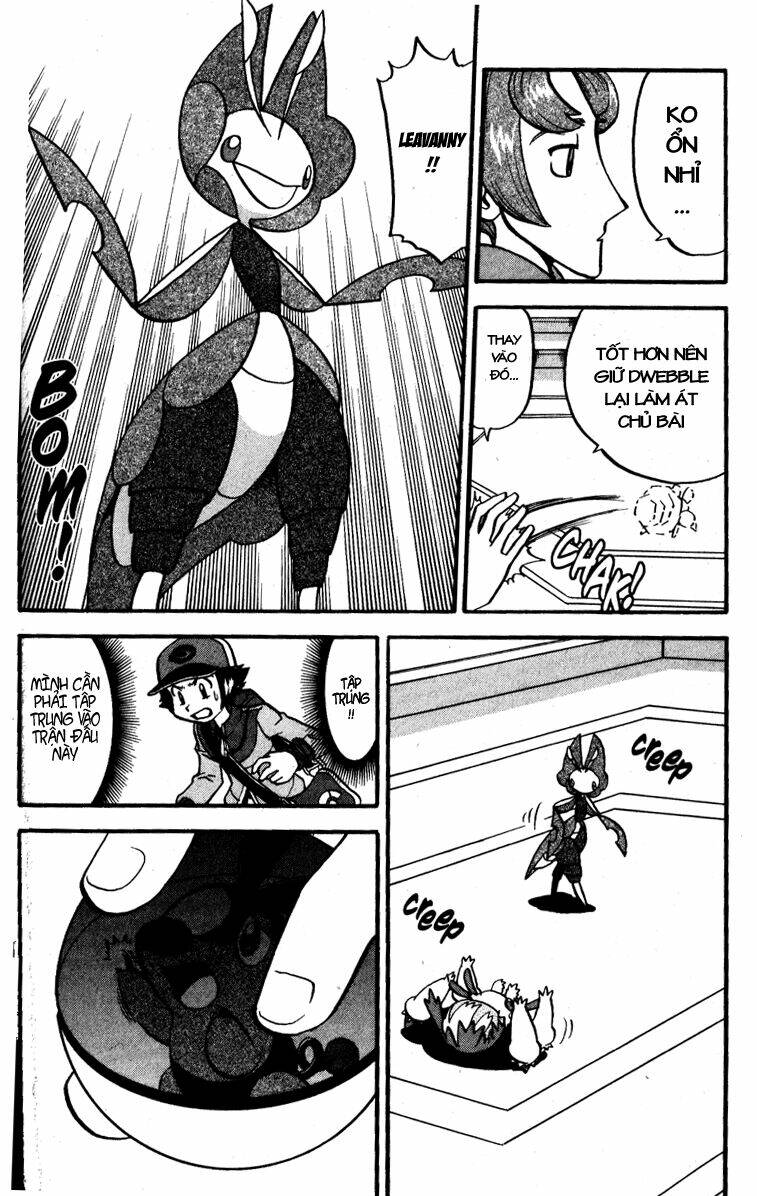 KO
ỔN
NHỈ
...
TỐT HƠN NÊN
GIỮ DWEBBLE
LẠI LÀM ÁT
CHỦ BÀI
THAY
VÀO
ĐÓ...
CHAK!
LEAVANNY
!!
BOM!
creep
creep
TẬP
TRUNG
!!
MÌNH CẦN
PHẢI TẬP
TRUNG VÀO
TRẬN ĐẤU
NÀY